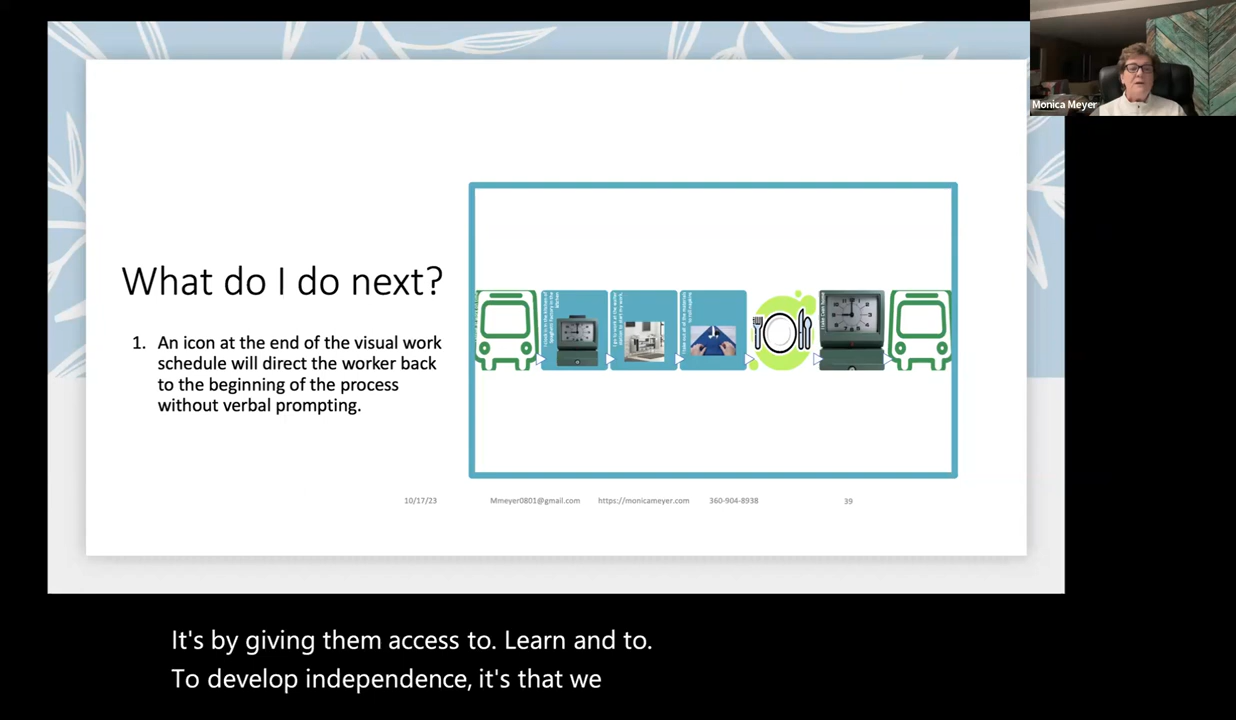 Monica Meyer
What do I do next?
1. An icon at the end of the visual work
schedule will direct the worker back
to the beginning of the process
without verbal prompting.
10/17/23 Mmeyer0801@gmail.com https://monicameyer.com 360-904-8938 39
It's by giving them access to. Learn and to.
To develop independence, it's that we